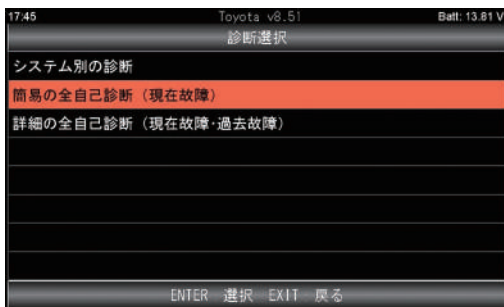 17:45 Toyota v8.51 Batt: 13.81 V
診断選択
システム別の診断
簡易の全自己診断（現在故障）
詳細の全自己診断（現在故障・過去故障）
ENTER 選択 EXIT 戻る